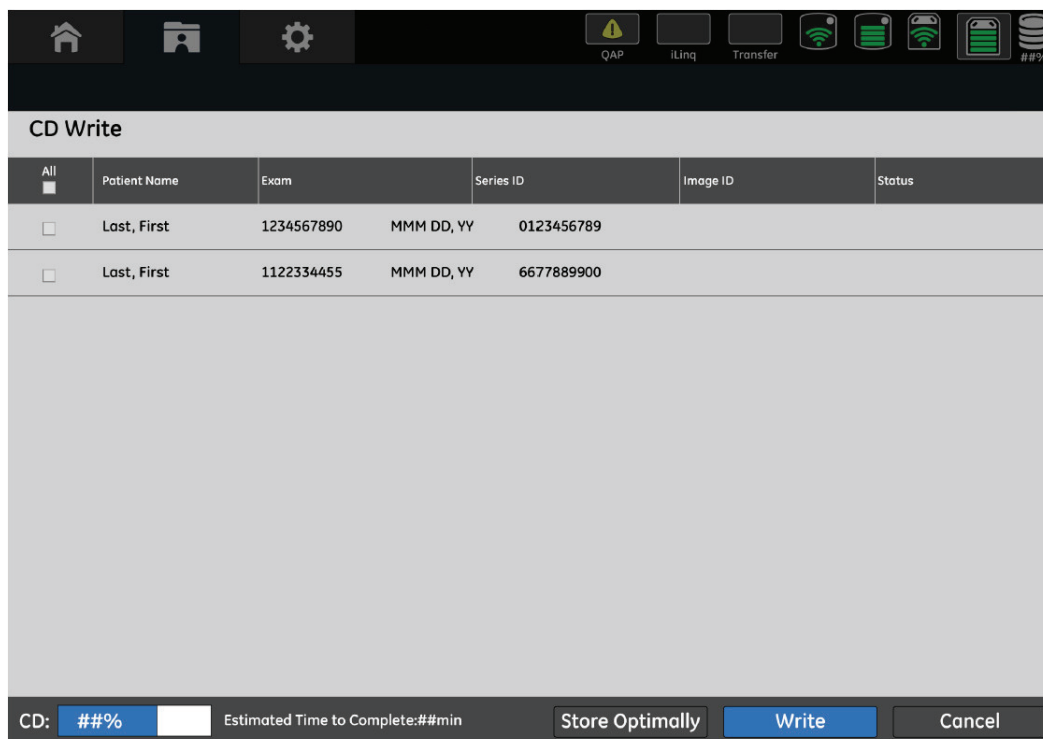 QAP iLinq Transfer ##%
CD Write
All Patient Name Exam Series ID Image ID Status
Last, First 1234567890 MMM DD, YY 0123456789
Last, First 1122334455 MMM DD, YY 6677889900
CD: ##% Estimated Time to Complete:##min Store Optimally Write Cancel